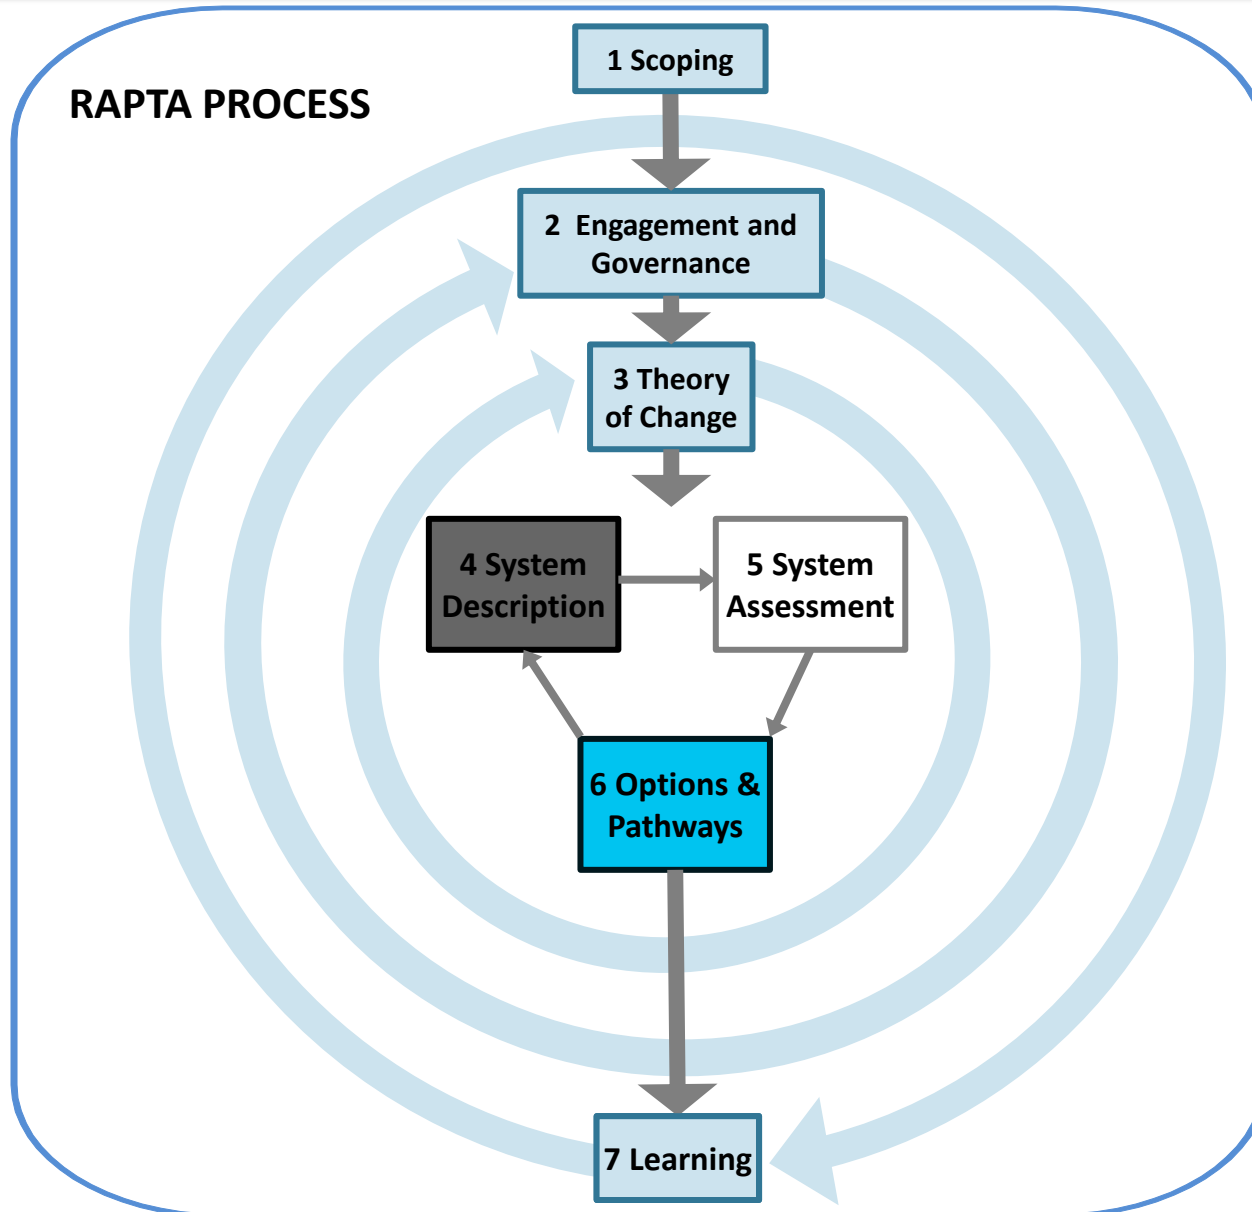 RAPTA PROCESS
1 Scoping
2 Engagement and
Governance
3 Theory
of Change
4 System
Description
5 System
Assessment
6 Options &
Pathways
7 Learning